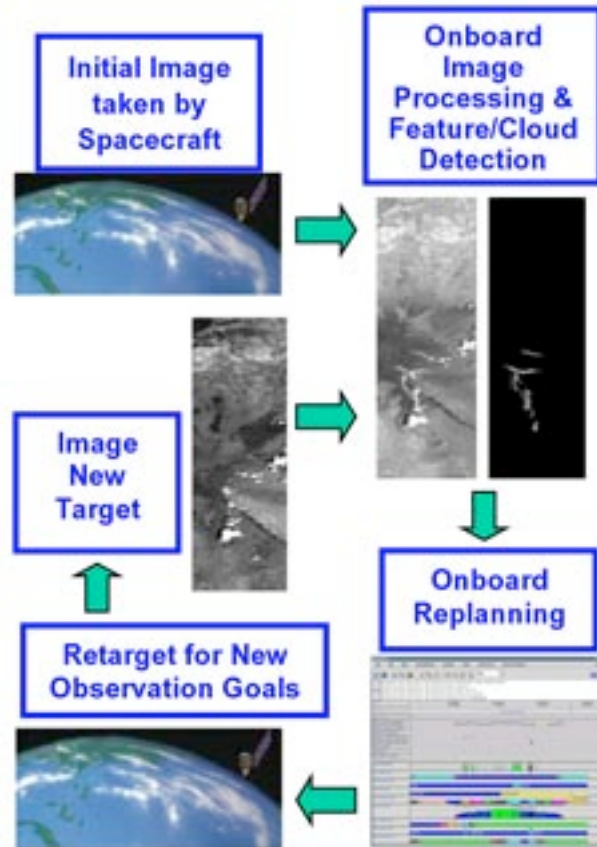 Initial Image
taken by
Spacecraft
Onboard
Image
Processing &
Feature/Cloud
Detection
Image
New
Target
Onboard
Replanning
Retarget for New
Observation Goals